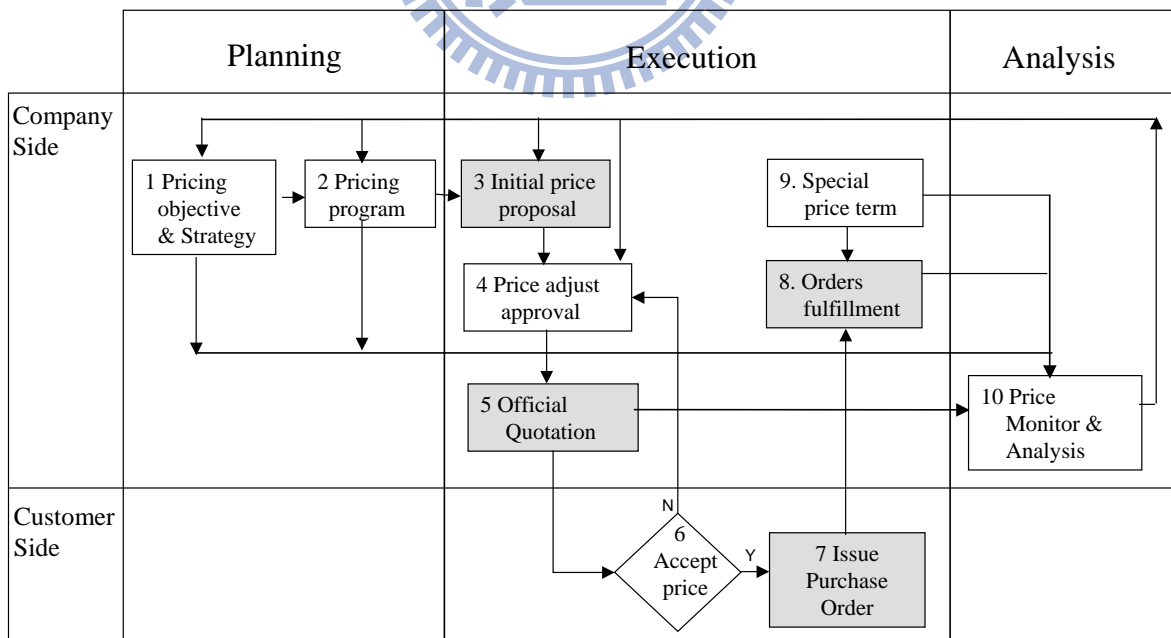 Planning
Execution
Analysis
Company
Side
1 Pricing
objective
& Strategy
2 Pricing
program
3 Initial price
proposal
4 Price adjust
approval
5 Official
Quotation
9. Special
price term
8. Orders
fulfillment
10 Price
Monitor &
Analysis
Customer
Side
N
6
Accept
price
Y
7 Issue
Purchase
Order